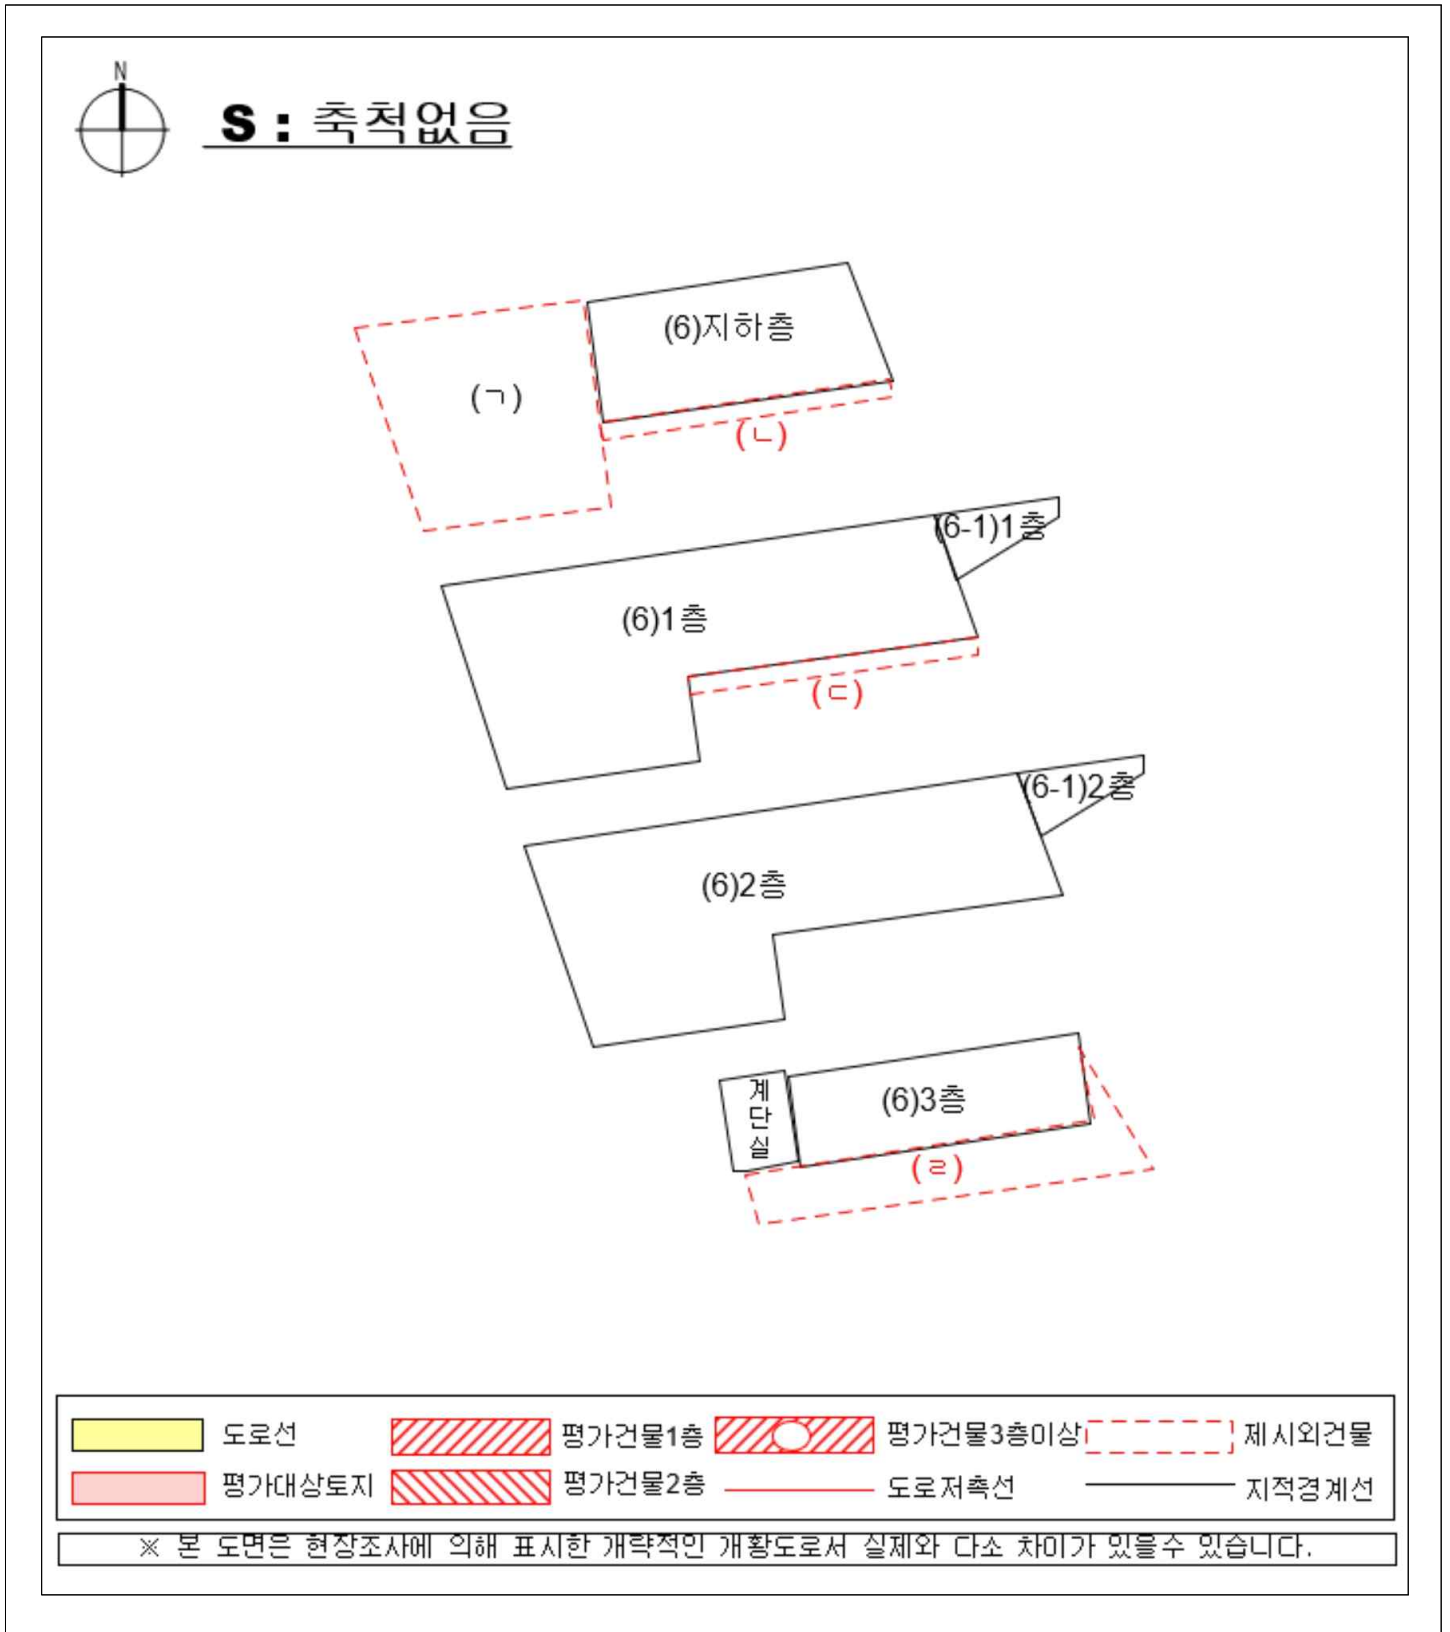 N
S : 축척없음
(6)지하층
(ㄱ)
(ㄴ)
(6-1)1층
(6)1층
(ㄷ)
(6-1)2층
(6)2층
계
단
실
(6)3층
(ㄹ)
도로선 평가건물1층 평가건물3층이상 제시외건물
평가대상토지 평가건물2층 도로저촉선 지적경계선
※ 본 도면은 현장조사에 의해 표시한 개략적인 개황도로서 실제와 다소 차이가 있을수 있습니다.